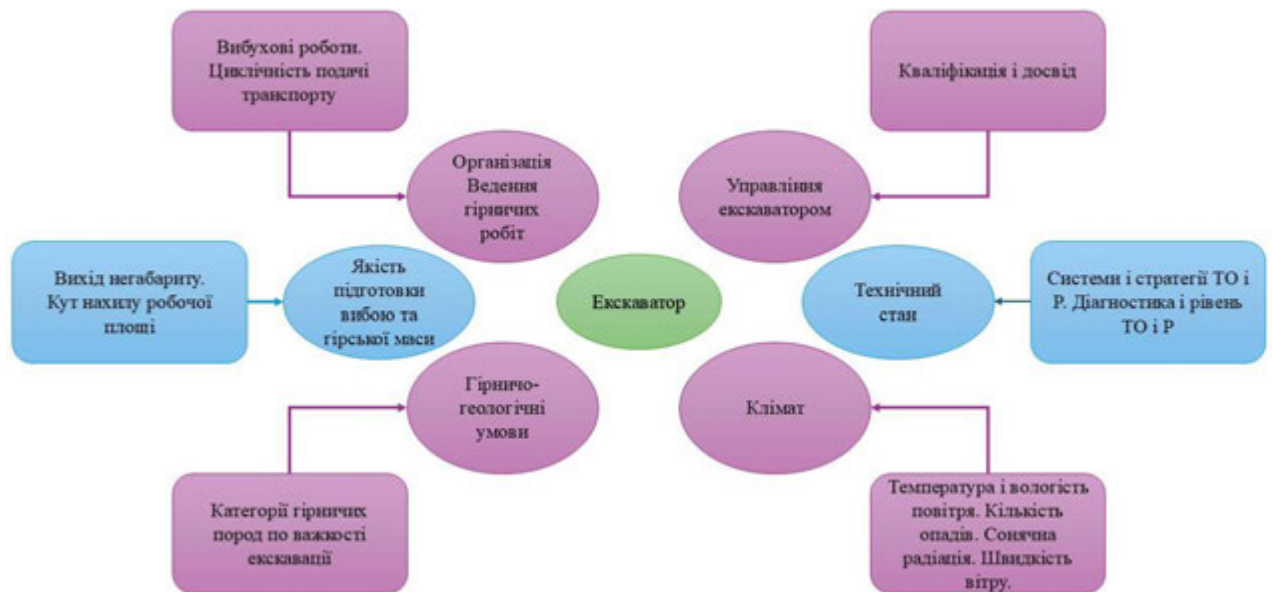 Вибухові роботи.
Циклічність подачі
транспорту
Кваліфікація і досвід
Організація
Ведення
гірничих
робіт
Управління
екскаватором
Вихід негабариту.
Кут нахилу робочої
площі
Якість
підготовки
вибою та
гірської маси
Екскаватор
Технічний
стан
Системи і стратегії ТО і
Р. Діагностика і рівень
ТО і Р
Гірничо-
геологічні
умови
Клімат
Категорії гірничих
пород по важкості
екскавації
Температура і вологість
повітря. Кількість
опадів. Сонячна
радіація. Швидкість
вітру.